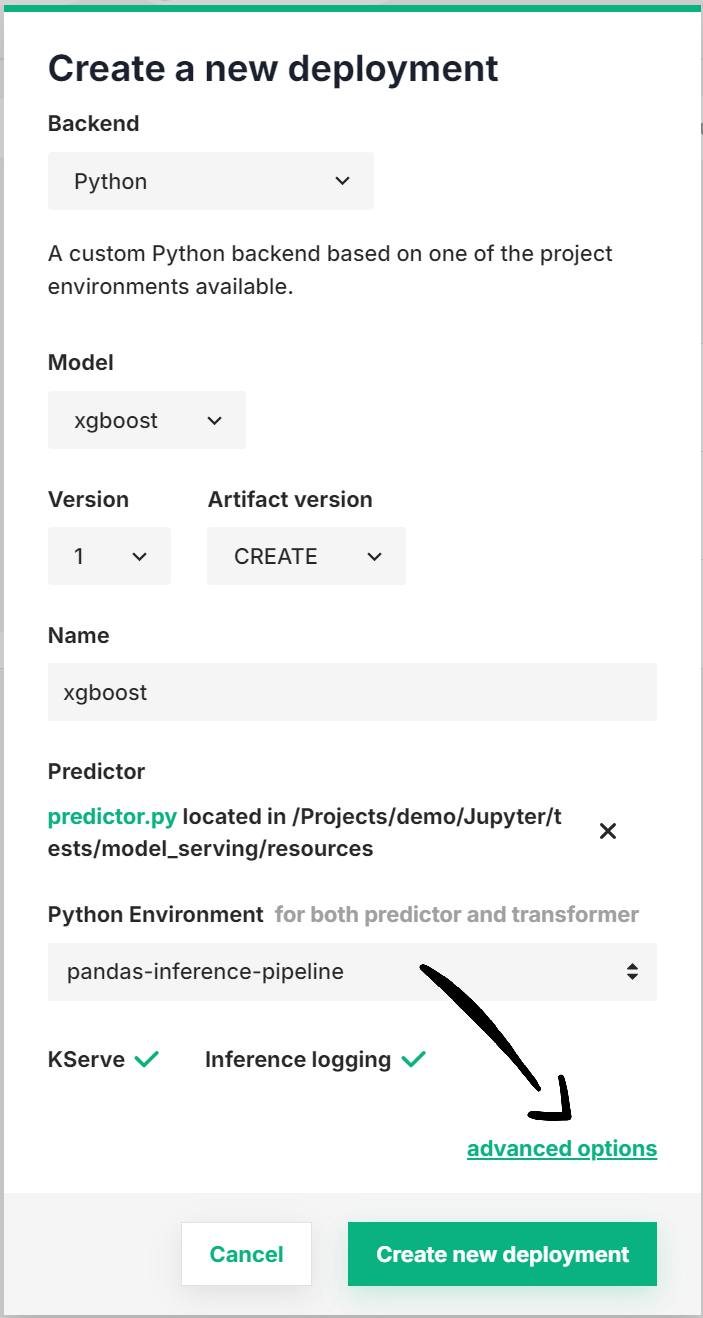 Create a new deployment
Backend
Python
A custom Python backend based on one of the project
environments available.
Model
xgboost
Version Artifact version
1 CREATE
Name
xgboost
Predictor
predictor.py located in /Projects/demo/Jupyter/t
ests/model_serving/resources
Python Environment for both predictor and transformer
pandas-inference-pipeline
KServe Inference logging
advanced options
Cancel Create new deployment